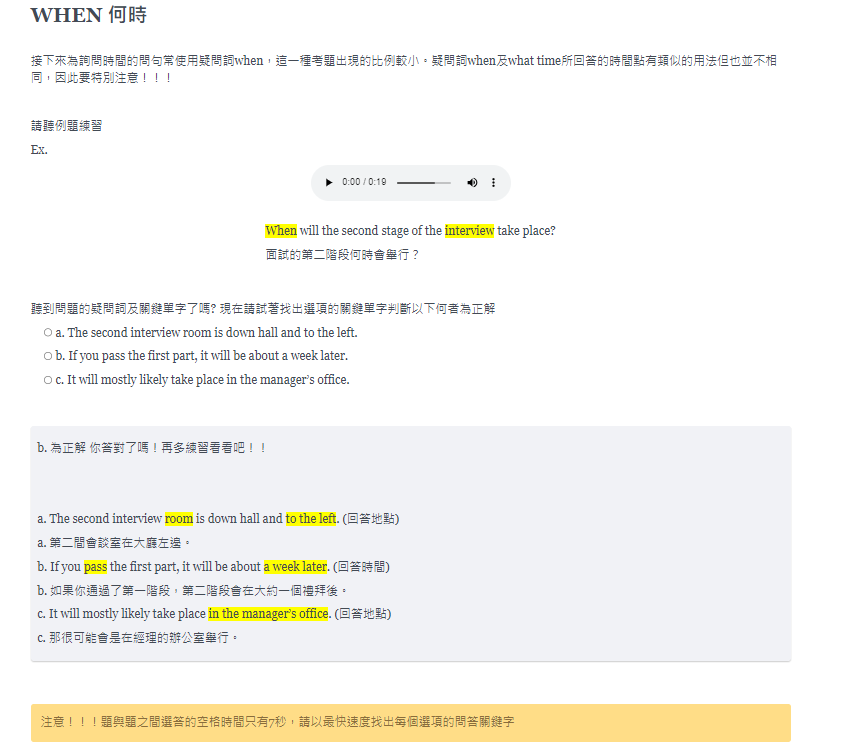 WHEN 何時
接下來為詢問時間的問句常使用疑問詞when，這一種考題出現的比例較小。疑問詞when及what time所回答的時間點有類似的用法但也並不相
同，因此要特別注意！！！
請聽例題練習
Ex.
0:00 / 0:19
When will the second stage of the interview take place?
面試的第二階段何時會舉行？
聽到問題的疑問詞及關鍵單字了嗎? 現在請試著找出選項的關鍵單字判斷以下何者為正解
a. The second interview room is down hall and to the left.
b. If you pass the first part, it will be about a week later.
c. It will mostly likely take place in the manager's office.
b. 為正解 你答對了嗎！再多練習看看吧！！
a. The second interview room is down hall and to the left. (回答地點)
a. 第二間會談室在大廳左邊。
b. If you pass the first part, it will be about a week later. (回答時間)
b. 如果你通過了第一階段，第二階段會在大約一個禮拜後。
c. It will mostly likely take place in the manager's office. (回答地點)
c. 那很可能會是在經理的辦公室舉行。
注意！！！題與題之間選答的空格時間只有7秒，請以最快速度找出每個選項的問答關鍵字